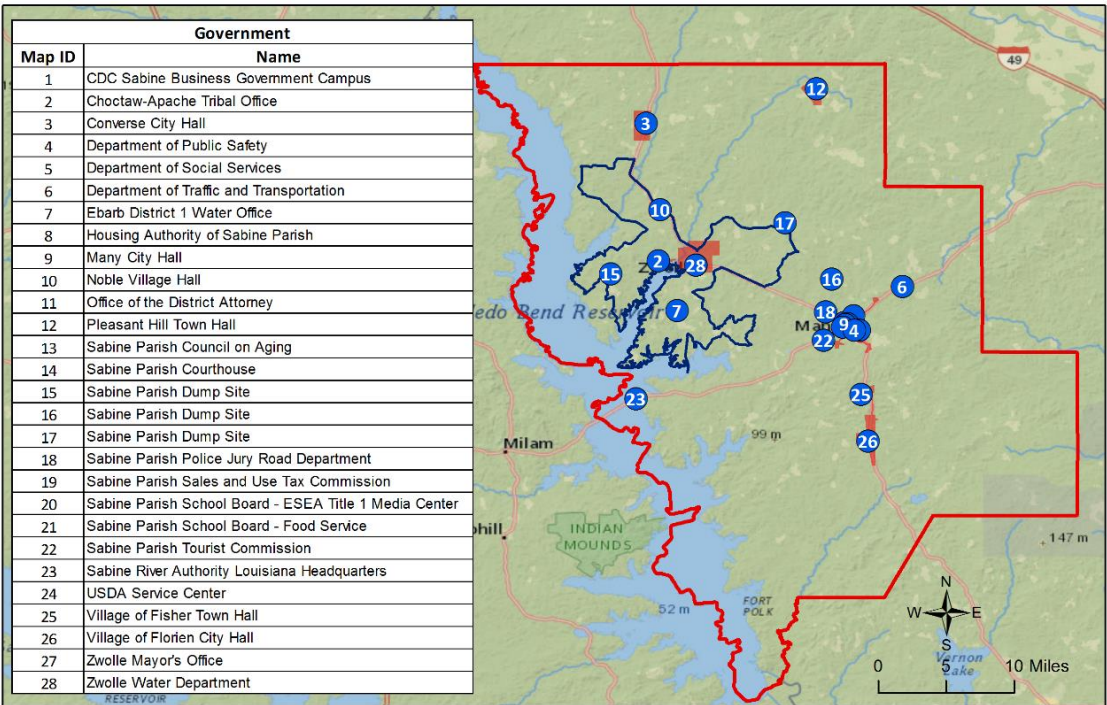 Government
Map ID Name
1 CDC Sabine Business Government Campus
2 Choctaw-Apache Tribal Office
3 Converse City Hall
4 Department of Public Safety
5 Department of Social Services
6 Department of Traffic and Transportation
7 Ebarb District 1 Water Office
8 Housing Authority of Sabine Parish
9 Many City Hall
10 Noble Village Hall
11 Office of the District Attorney
12 Pleasant Hill Town Hall
13 Sabine Parish Council on Aging
14 Sabine Parish Courthouse
15 Sabine Parish Dump Site
16 Sabine Parish Dump Site
17 Sabine Parish Dump Site
18 Sabine Parish Police Jury Road Department
19 Sabine Parish Sales and Use Tax Commission
20 Sabine Parish School Board - ESEA Title 1 Media Center
21 Sabine Parish School Board - Food Service
22 Sabine Parish Tourist Commission
23 Sabine River Authority Louisiana Headquarters
24 USDA Service Center
25 Village of Fisher Town Hall
26 Village of Florien City Hall
27 Zwolle Mayor's Office
28 Zwolle Water Department
RESERVOIR
49
12
3
10
17
2
28
15
16
6
7
edo Bend Reservoir
18
Man
9
4
22
23
25
99 m
26
Milam
phill
INDIAN
MOUNDS
147 m
52 m
FORT
POLK
N
W E
S
Vernon
Lake
0 5 10 Miles